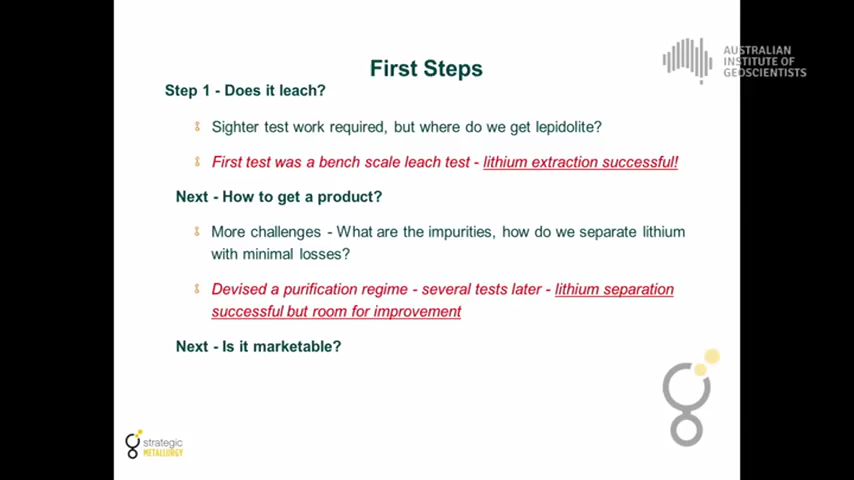 First Steps
AUSTRALIAN
INSTITUTE OF
GEOSCIENTISTS
Step 1 - Does it leach?
Sighter test work required, but where do we get lepidolite?
First test was a bench scale leach test - lithium extraction successful!
Next - How to get a product?
More challenges - What are the impurities, how do we separate lithium
with minimal losses?
Devised a purification regime - several tests later - lithium separation
successful but room for improvement
Next - Is it marketable?
strategic
METALLURGY